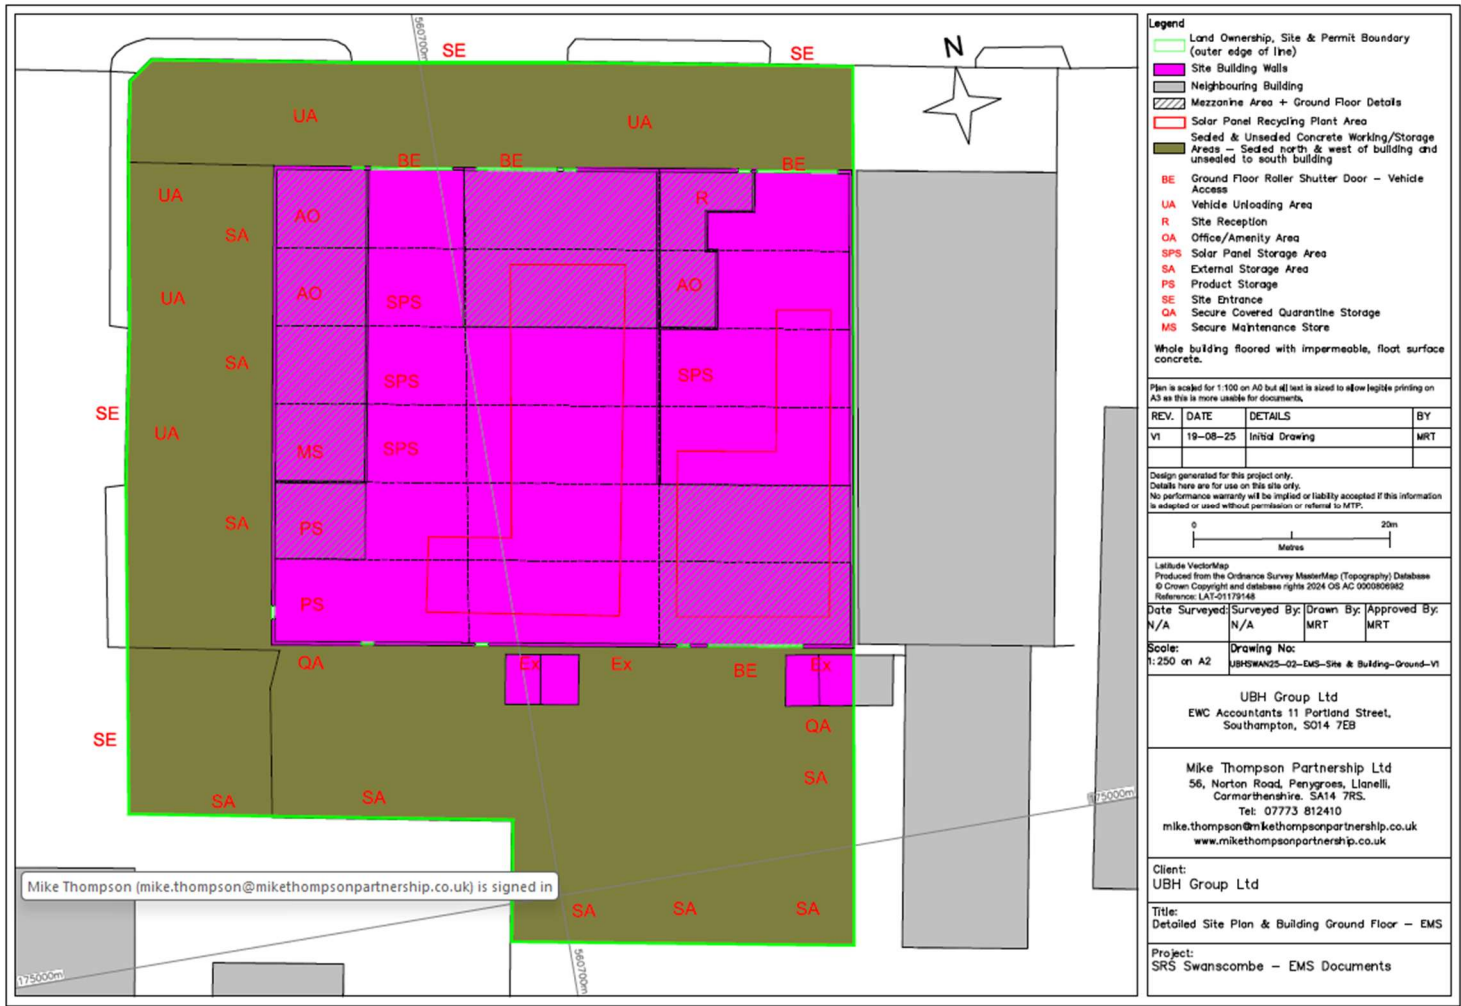 560700m
SE
SE
N
UA
UA
BE
BE
BE
UA
AO
R
SA
UA
AO
SPS
AO
SA
SPS
SPS
SE
UA
MS
SPS
SA
PS
PS
QA
Ex
Ex
BE
Ex
QA
SE
SA
SA
SA
175000m
Mike Thompson (mike.thompson@mikethompsonpartnership.co.uk) is signed in
SA
SA
SA
175000m
560700m
Legend
Land Ownership, Site & Permit Boundary
(outer edge of line)
Site Building Walls
Neighbouring Building
Mezzanine Area + Ground Floor Details
Solar Panel Recycling Plant Area
Sealed & Unsealed Concrete Working/Storage
Areas – Sealed north & west of building and
unsealed to south building
BE Ground Floor Roller Shutter Door – Vehicle
Access
UA Vehicle Unloading Area
R Site Reception
OA Office/Amenity Area
SPS Solar Panel Storage Area
SA External Storage Area
PS Product Storage
SE Site Entrance
QA Secure Covered Quarantine Storage
MS Secure Maintenance Store
Whole building floored with impermeable, float surface
concrete.
Plan is scaled for 1:100 on A0 but all text is sized to allow legible printing on
A3 as this is more usable for documents.
REV. DATE DETAILS BY
V1 19-08-25 Initial Drawing MRT
Design generated for this project only.
Details here are for use on this site only.
No performance warranty will be implied or liability accepted if this information
is adapted or used without permission or referral to MTP.
0 20m
Metres
Latitude VectorMap
Produced from the Ordnance Survey MasterMap (Topography) Database
© Crown Copyright and database rights 2024 OS AC 0000806982
Reference: LAT-01179148
Date Surveyed: Surveyed By: Drawn By: Approved By:
N/A N/A MRT MRT
Scale: Drawing No:
1:250 on A2 UBHSWAN25-02-EMS-Site & Building-Ground-V1
UBH Group Ltd
EWC Accountants 11 Portland Street,
Southampton, SO14 7EB
Mike Thompson Partnership Ltd
56, Norton Road, Penygroes, Llanelli,
Carmarthenshire. SA14 7RS.
Tel: 07773 812410
mike.thompson@mikethompsonpartnership.co.uk
www.mikethompsonpartnership.co.uk
Client:
UBH Group Ltd
Title:
Detailed Site Plan & Building Ground Floor – EMS
Project:
SRS Swanscombe – EMS Documents